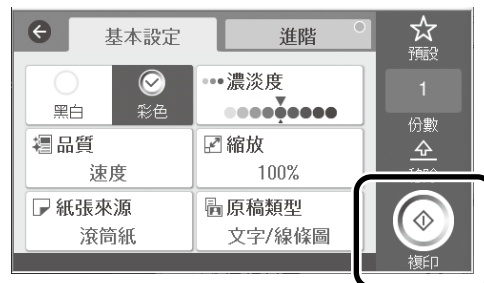 基本設定
進階
預設
黑白
彩色
濃淡度
1
份數
品質
速度
縮放
100%
紙張來源
滾筒紙
原稿類型
文字/線條圖
複印